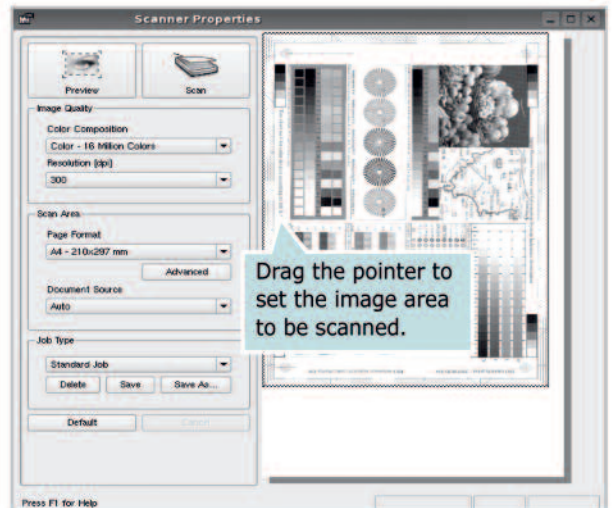 Scanner Properties
Preview
Scan
Image Quality
Color Composition
Color - 16 Million Colors
Resolution [dpi]
300
Scan Area
Page Format
A4 - 210x297 mm
Advanced
Document Source
Auto
Job Type
Standard Job
Delete
Save
Save As...
Default
Cancel
Drag the pointer to
set the image area
to be scanned.
Press F1 for Help